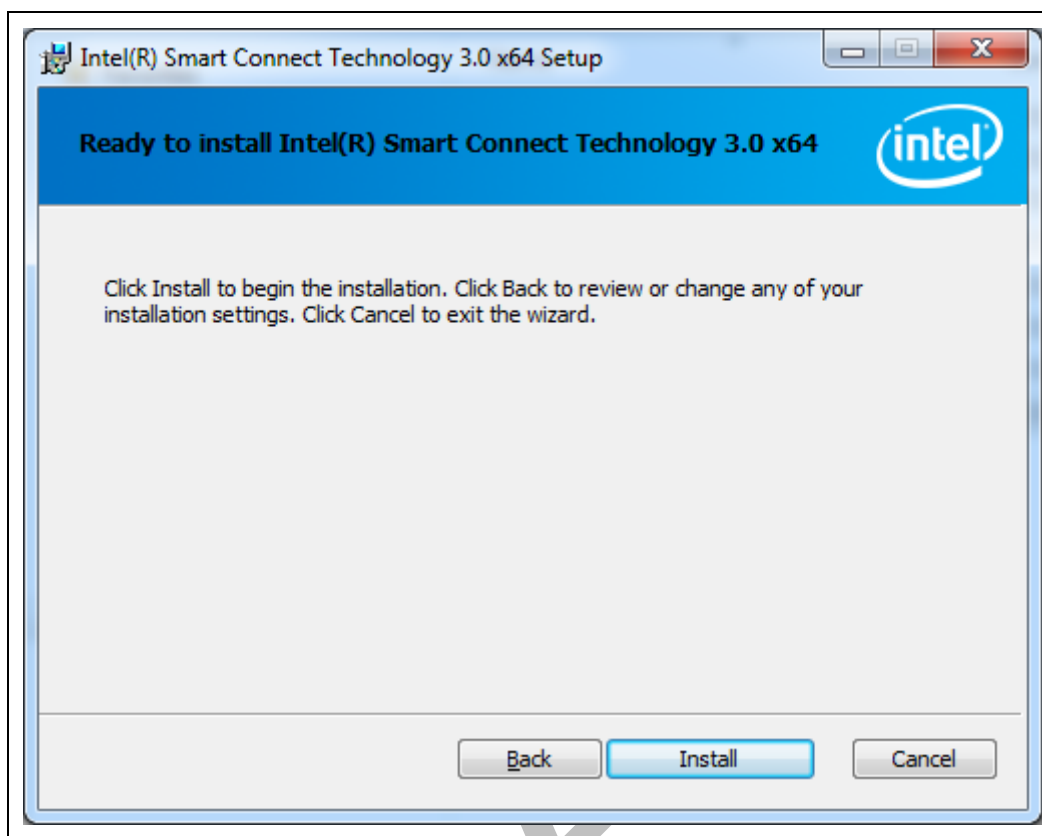 Intel(R) Smart Connect Technology 3.0 x64 Setup
Ready to install Intel(R) Smart Connect Technology 3.0 x64
intel
Click Install to begin the installation. Click Back to review or change any of your
installation settings. Click Cancel to exit the wizard.
Back
Install
Cancel